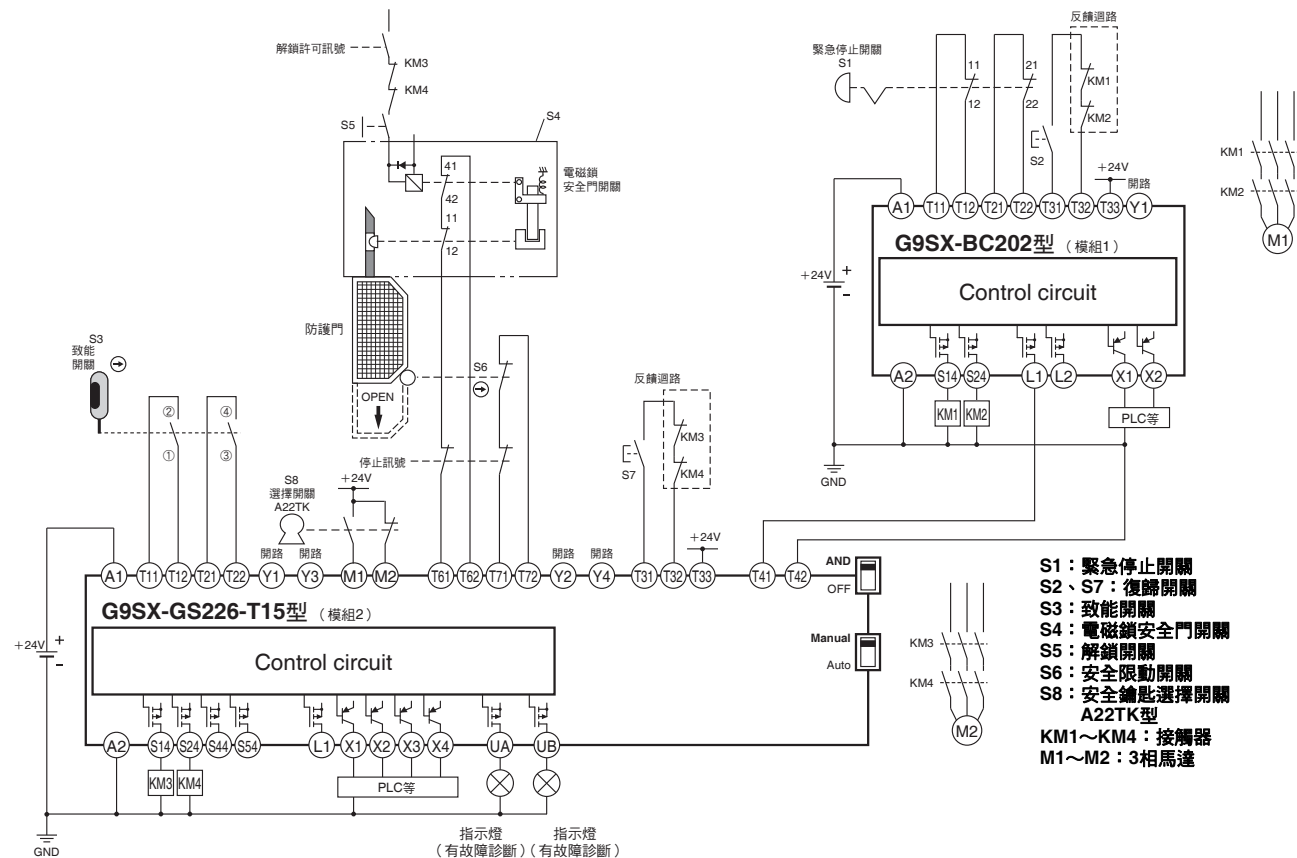 解鎖許可訊號
KM3
KM4
S5
S4
41
42
11
12
電磁鎖
安全門開關
防護門
OPEN
S3
致能
開關
②
①
④
③
S6
停止訊號
S8
選擇開關
A22TK
+24V
反饋迴路
KM3
KM4
S7
+24V
開路
開路
開路
開路
A1
T11
T12
T21
T22
Y1
Y3
M1
M2
T61
T62
T71
T72
Y2
Y4
T31
T32
T33
T41
T42
AND
OFF
G9SX-GS226-T15型 (模組2)
Manual
Auto
+24V
+
-
Control circuit
A2
S14
S24
S44
S54
L1
X1
X2
X3
X4
UA
UB
KM3
KM4
PLC等
GND
指示燈
(有故障診斷)
指示燈
(有故障診斷)
緊急停止開關
S1
11
12
21
22
反饋迴路
KM1
KM2
S2
+24V
開路
A1
T11
T12
T21
T22
T31
T32
T33
Y1
G9SX-BC202型 (模組1)
+24V
+
-
Control circuit
A2
S14
S24
L1
L2
X1
X2
KM1
KM2
PLC等
GND
KM1
KM2
M1
KM3
KM4
M2
S1：緊急停止開關
S2、S7：復歸開關
S3：致能開關
S4：電磁鎖安全門開關
S5：解鎖開關
S6：安全限動開關
S8：安全鑰匙選擇開關
A22TK型
KM1～KM4：接觸器
M1～M2：3相馬達